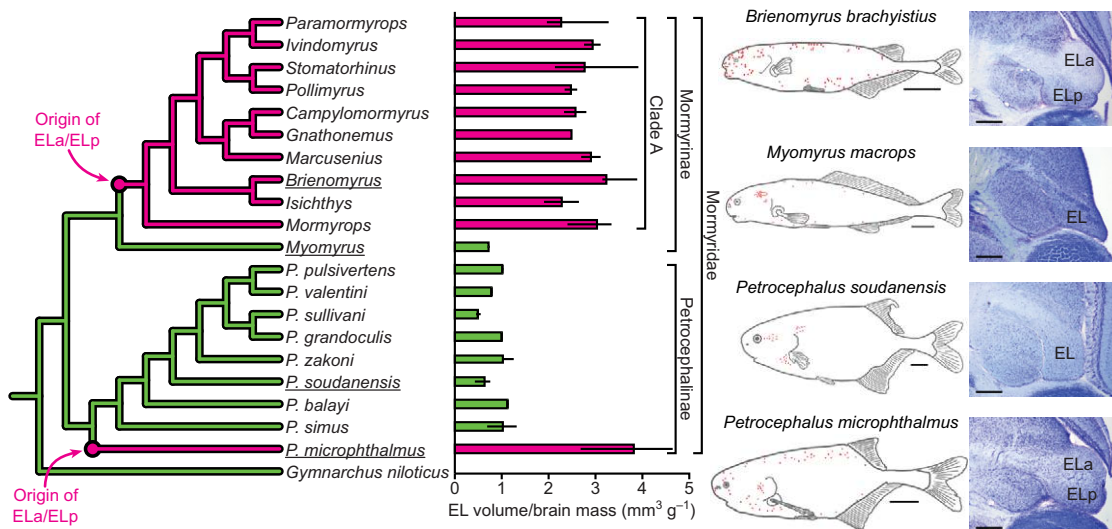 Paramormyrops
Ivindomyrus
Stomatorhinus
Pollimyrus
Campylomormyrus
Gnathonemus
Marcusenius
Brienomyrus
Isichthys
Mormyrops
Myomyrus
P. pulsivertens
P. valentini
P. sullivani
P. grandoculis
P. zakoni
P. soudanensis
P. balayi
P. simus
P. microphthalmus
Gymnarchus niloticus
Origin of
ELa/ELp
Origin of
ELa/ELp
0 1 2 3 4 5
EL volume/brain mass (mm³ g⁻¹)
Clade A
Mormyrinae
Petrocephalinae
Mormyridae
Brienomyrus brachyistius
ELa
ELp
Myomyrus macrops
EL
Petrocephalus soudanensis
EL
Petrocephalus microphthalmus
ELa
ELp